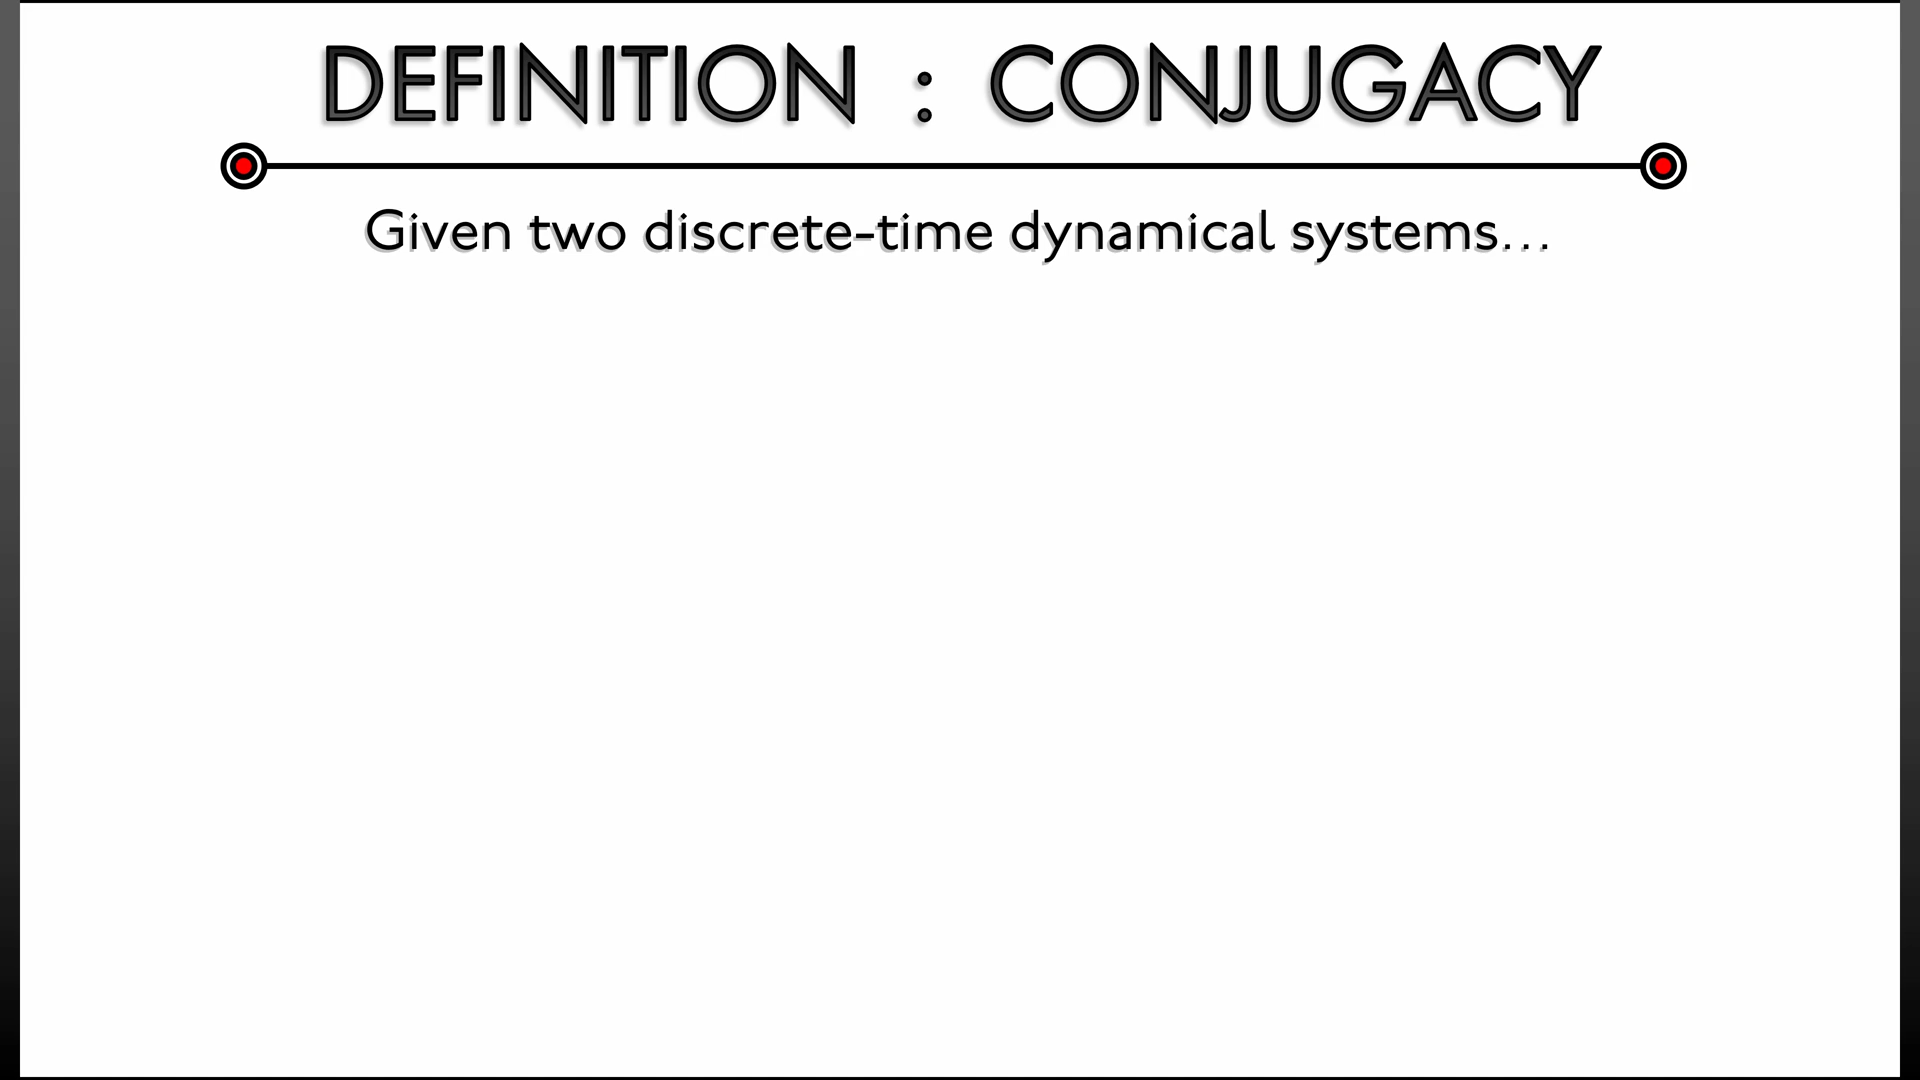 DEFINITION : CONJUGACY
Given two discrete-time dynamical systems...